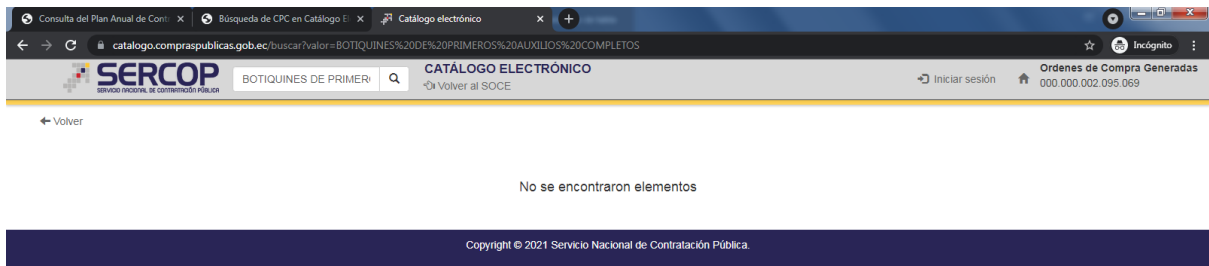 Consulta del Plan Anual de Cont
Búsqueda de CPC en Catálogo El
Catálogo electrónico
catalogo.compraspublicas.gob.ec/buscar?valor=BOTIQUINES%20DE%20PRIMEROS%20AUXILIOS%20COMPLETOS
Incógnito
SERCOP
SERVICIO NACIONAL DE CONTRATACIÓN PÚBLICA
BOTIQUINES DE PRIMER
CATÁLOGO ELECTRÓNICO
Volver al SOCE
Iniciar sesión
Ordenes de Compra Generadas
000.000.002.095.069
Volver
No se encontraron elementos
Copyright © 2021 Servicio Nacional de Contratación Pública.